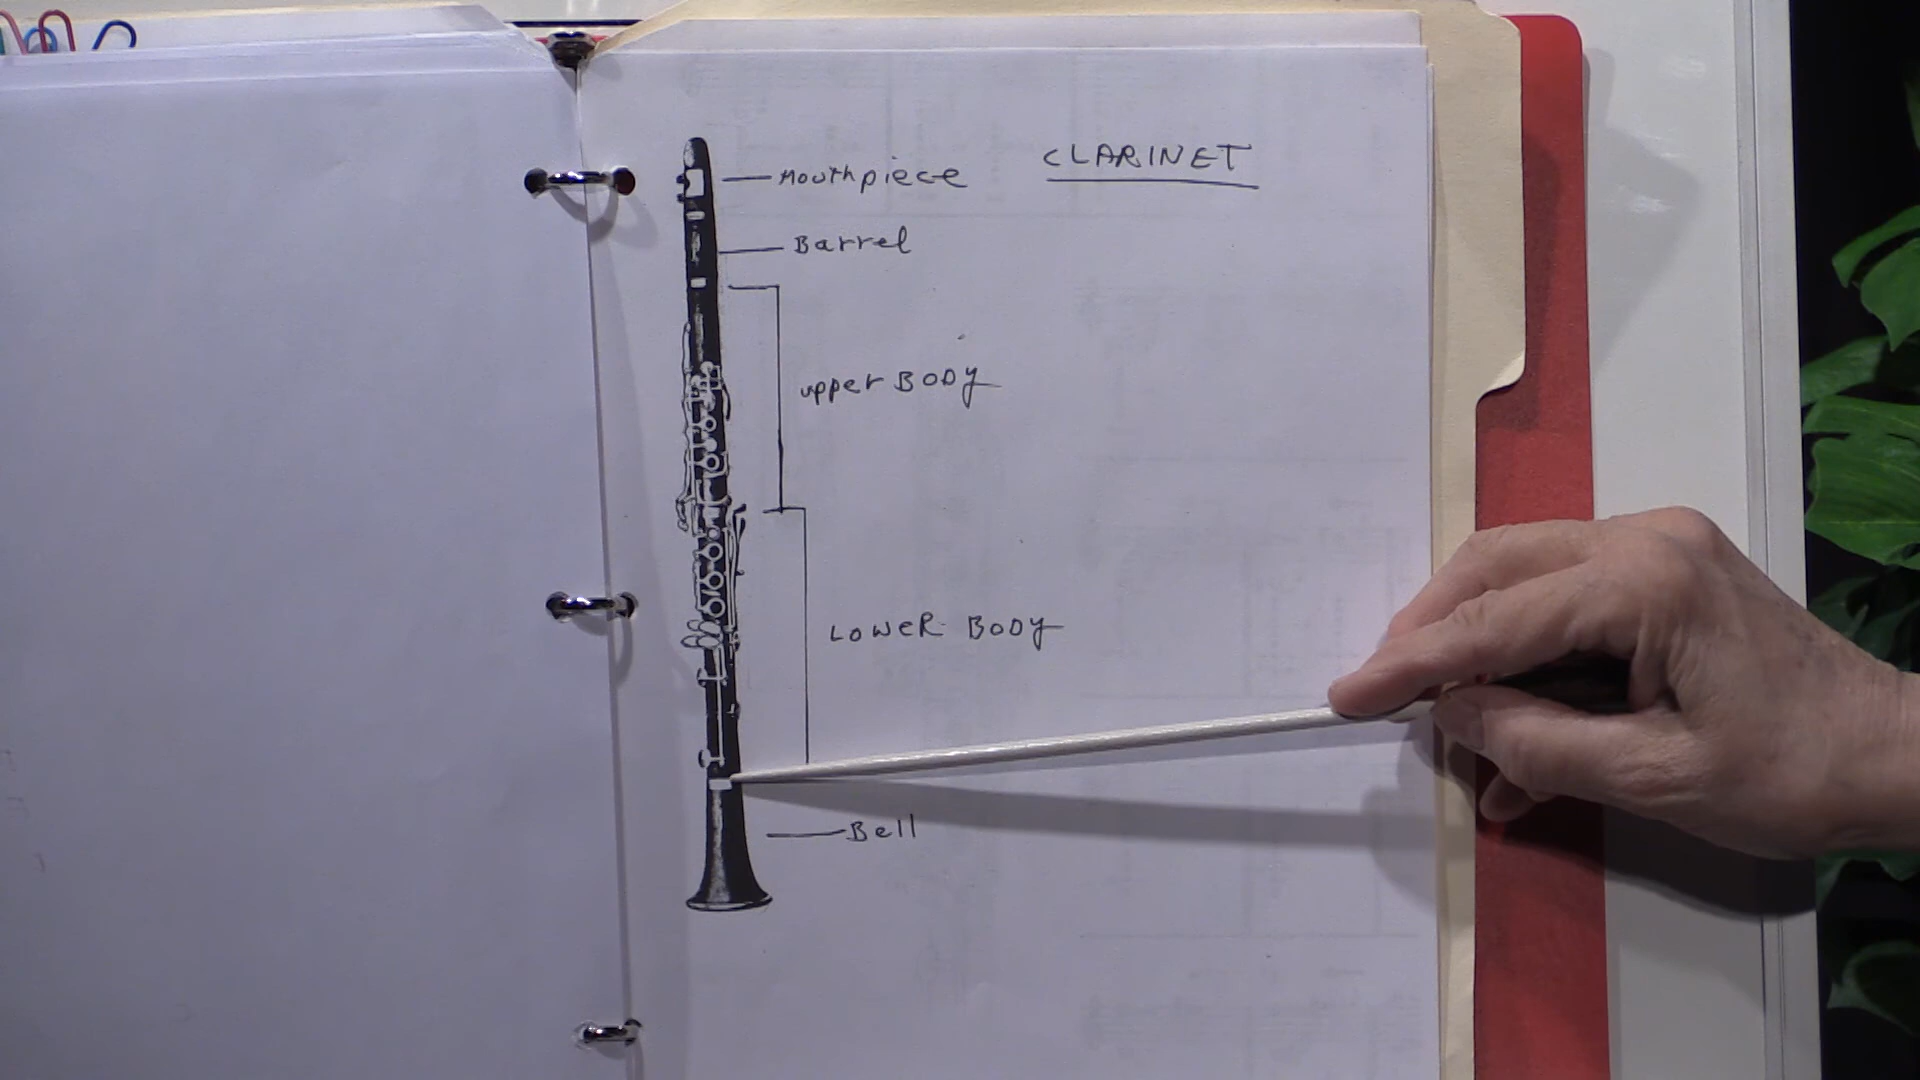 CLARINET
Mouthpiece
Barrel
upper BODY
LOWER BODY
Bell